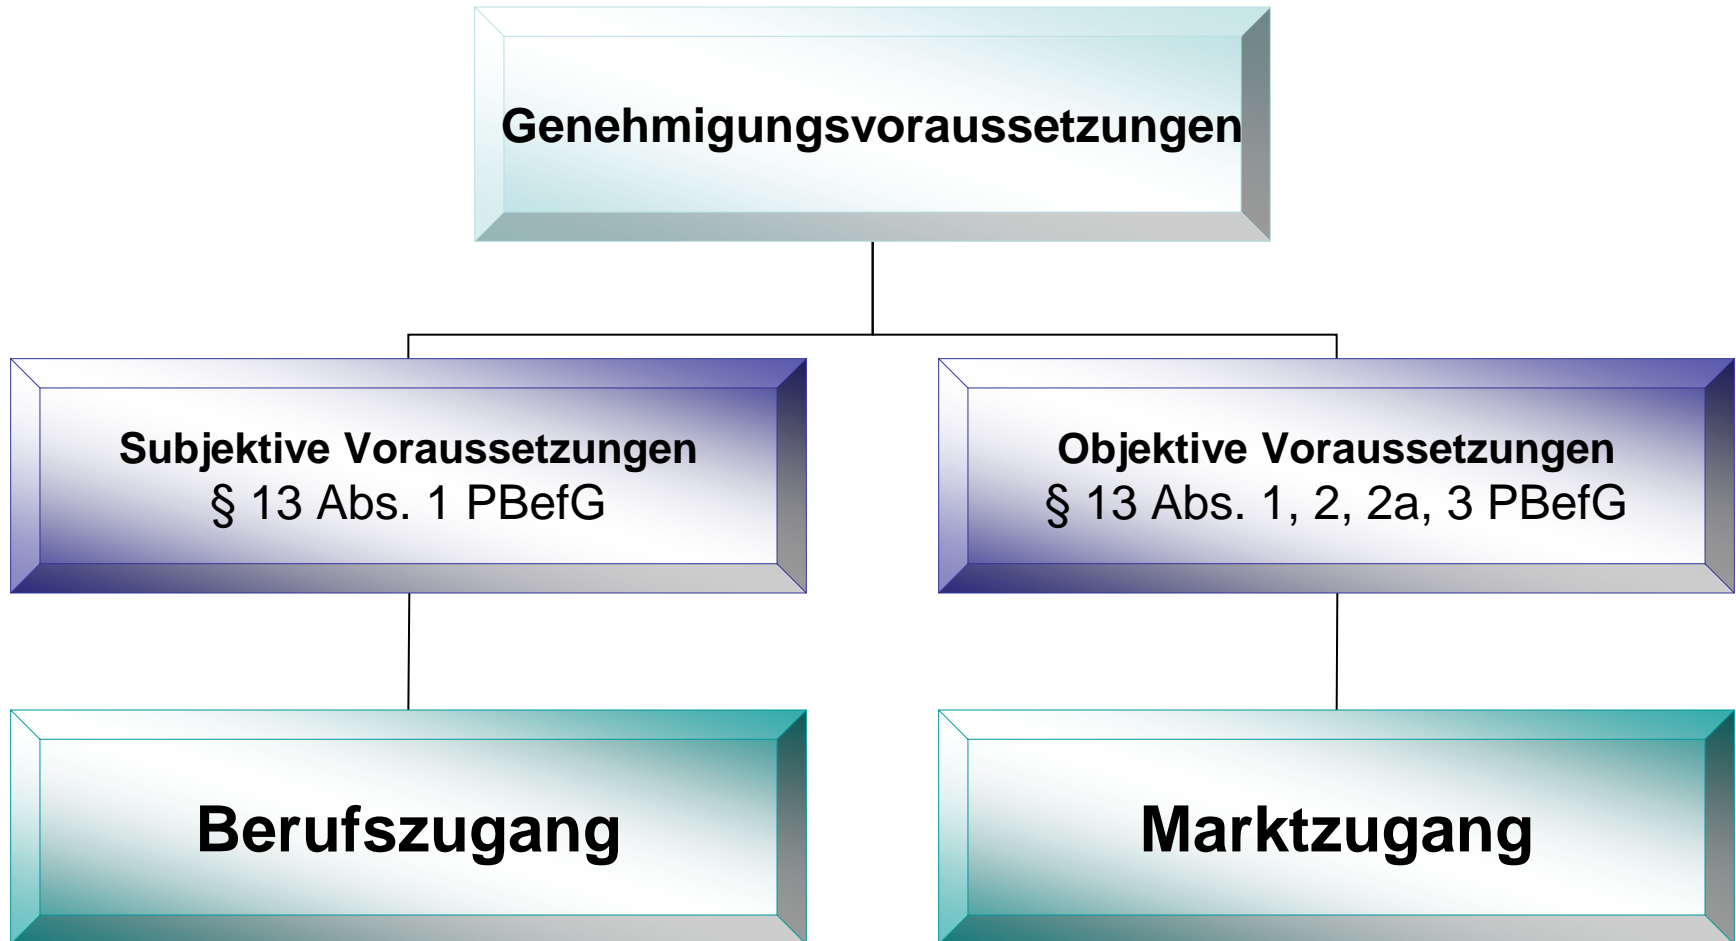 Genehmigungsvoraussetzungen
Subjektive Voraussetzungen
§ 13 Abs. 1 PBefG
Objektive Voraussetzungen
§ 13 Abs. 1, 2, 2a, 3 PBefG
Berufszugang
Marktzugang